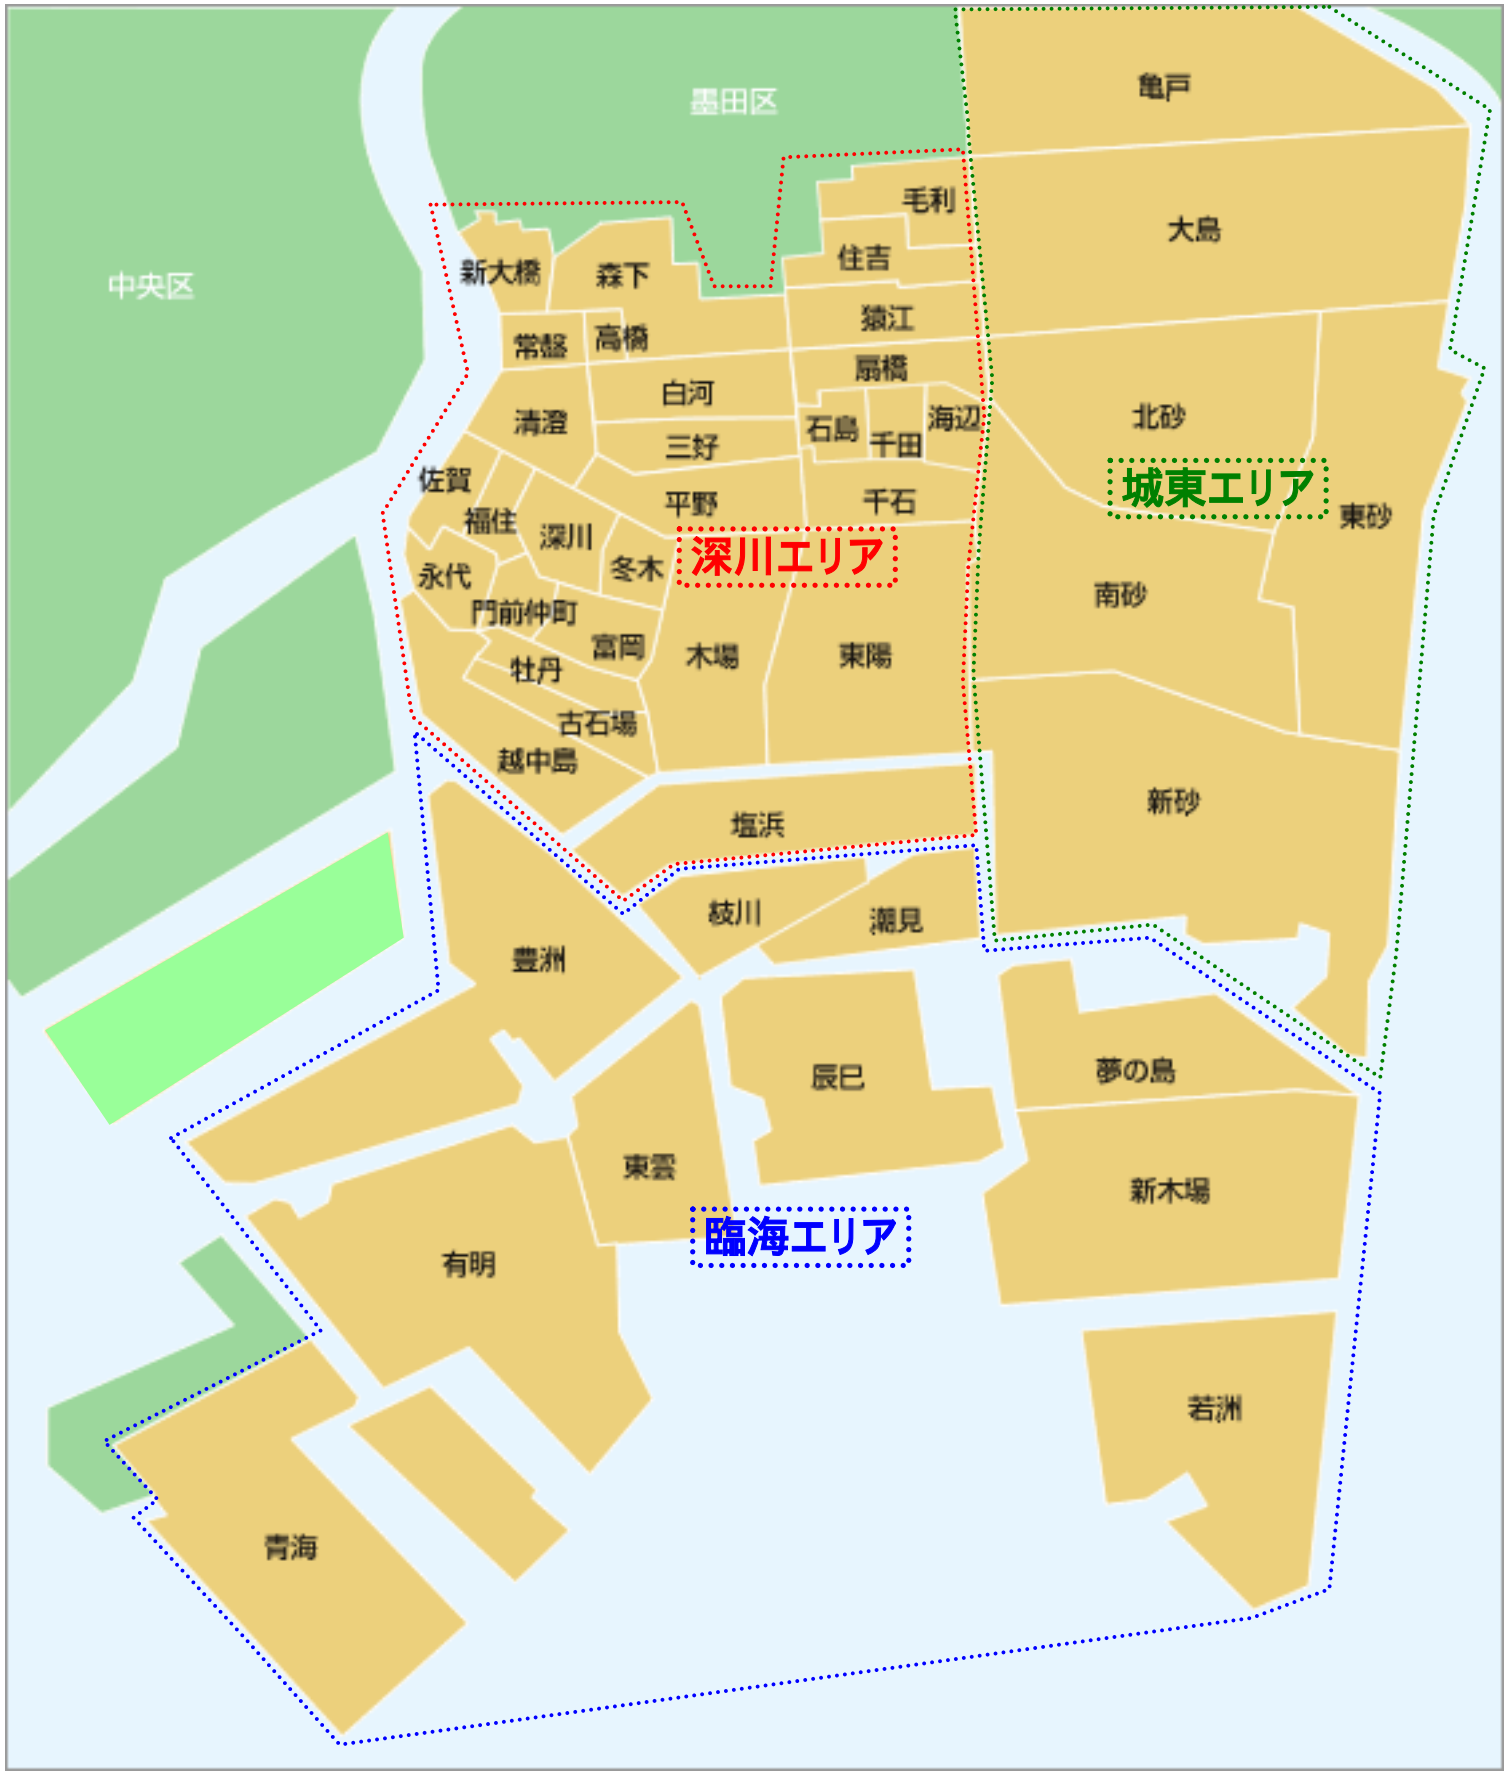 亀戸
墨田区
毛利
大島
住吉
新大橋
森下
中央区
猿江
高橋
常盤
扇橋
白河
石島
海辺
北砂
清澄
千田
三好
佐賀
城東エリア
千石
平野
東砂
福住
深川
深川エリア
冬木
永代
南砂
門前仲町
富岡
木場
東陽
牡丹
古石場
越中島
新砂
塩浜
枝川
潮見
豊洲
夢の島
辰巳
東雲
新木場
臨海エリア
有明
若洲
青海